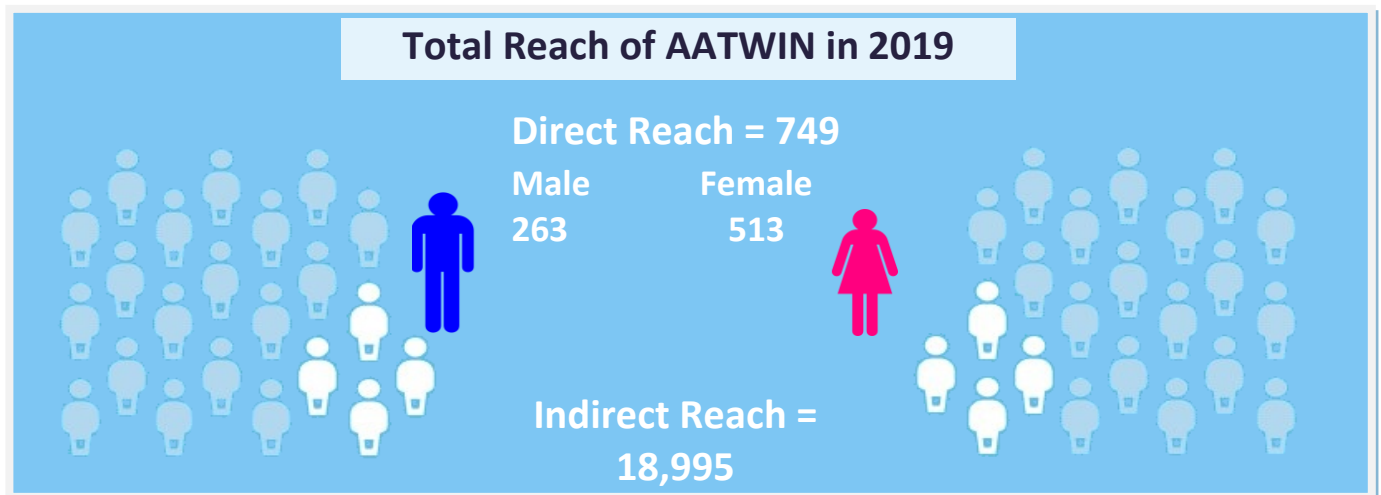 Total Reach of AATWIN in 2019
Direct Reach = 749
Male Female
263 513
Indirect Reach =
18,995